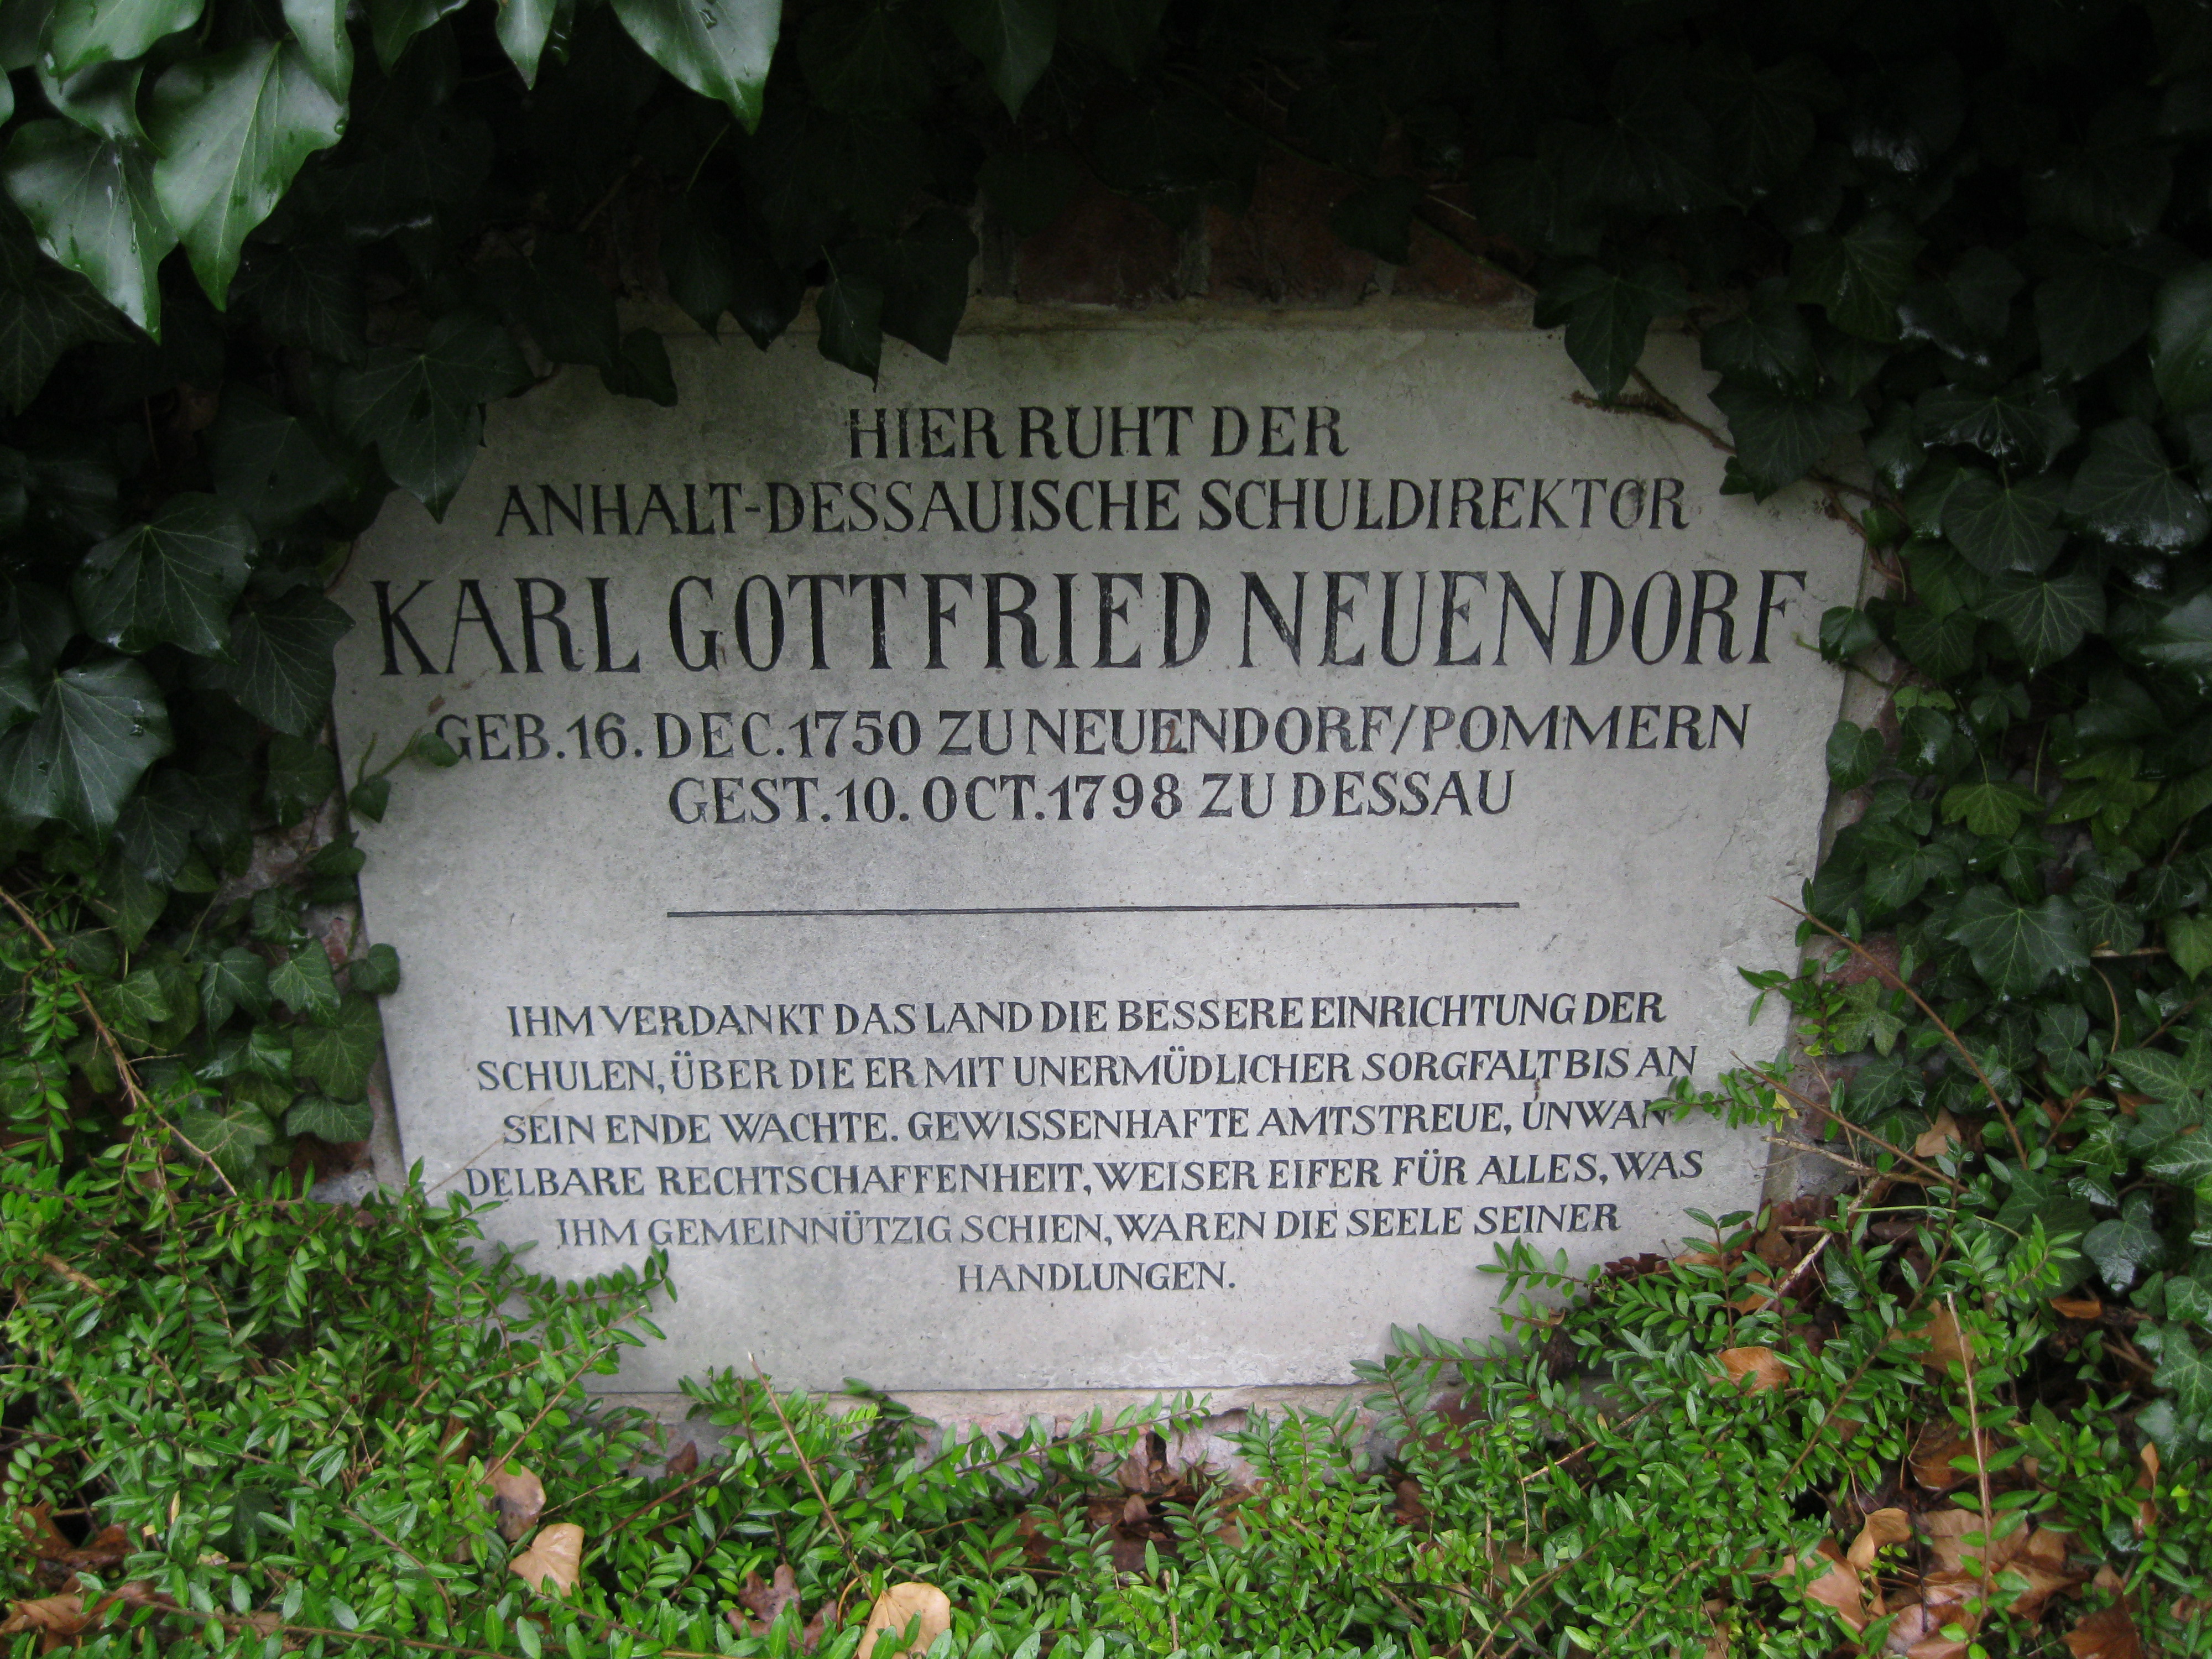 HIER RUHT DER
ANHALT-DESSAUISCHE SCHULDIREKTOR
KARL GOTTFRIED NEUENDORF
GEB. 16. DEC. 1750 ZU NEUENDORF/POMMERN
GEST. 10. OCT. 1798 ZU DESSAU
IHM VERDANKT DAS LAND DIE BESSERE EINRICHTUNG DER
SCHULEN, ÜBER DIE ER MIT UNERMÜDLICHER SORGFALT BIS AN
SEIN ENDE WACHTE. GEWISSENHAFTE AMTSTREUE, UNWAN-
DELBARE RECHTSCHAFFENHEIT, WEISER EIFER FÜR ALLES, WAS
IHM GEMEINNÜTZIG SCHIEN, WAREN DIE SEELE SEINER
HANDLUNGEN.